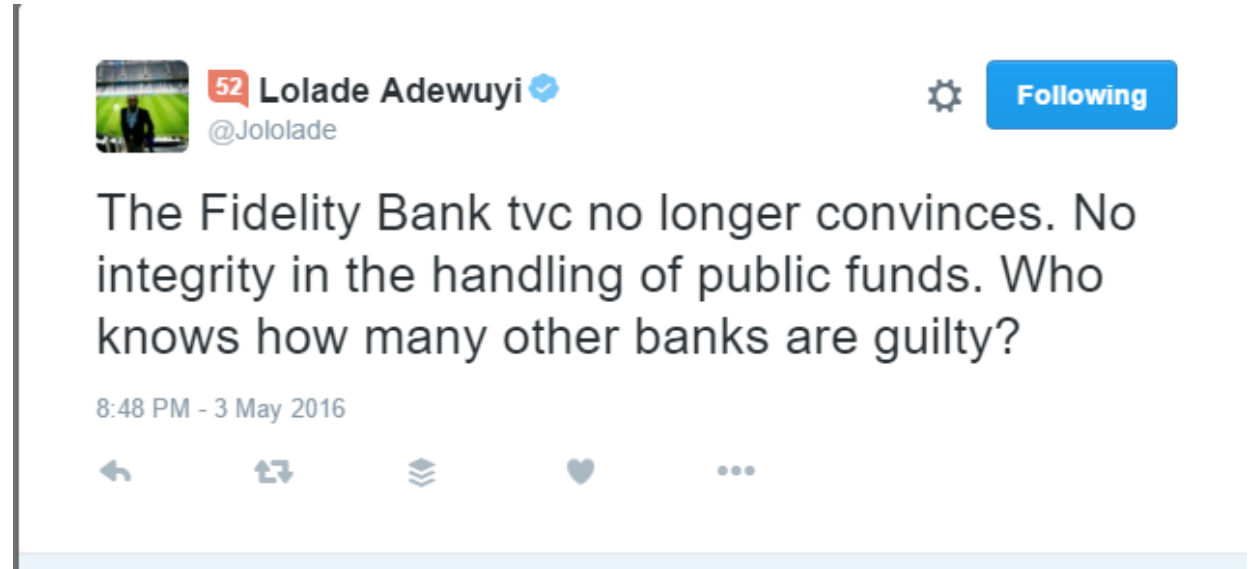 52 Lolade Adewuyi
@Jololade
Following
The Fidelity Bank tvc no longer convinces. No
integrity in the handling of public funds. Who
knows how many other banks are guilty?
8:48 PM - 3 May 2016